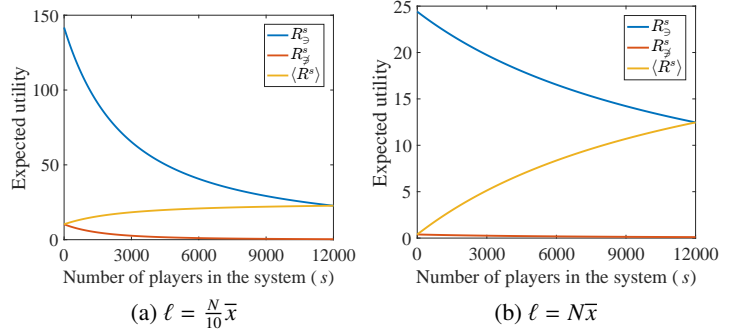 150
100
50
0
Expected utility
0 3000 6000 9000 12000
Number of players in the system (s)
R^s_∋
R^s_∌
⟨R^s⟩
(a) ℓ = N/10 x̄
25
20
15
10
5
0
Expected utility
0 3000 6000 9000 12000
Number of players in the system (s)
R^s_∋
R^s_∌
⟨R^s⟩
(b) ℓ = Nx̄